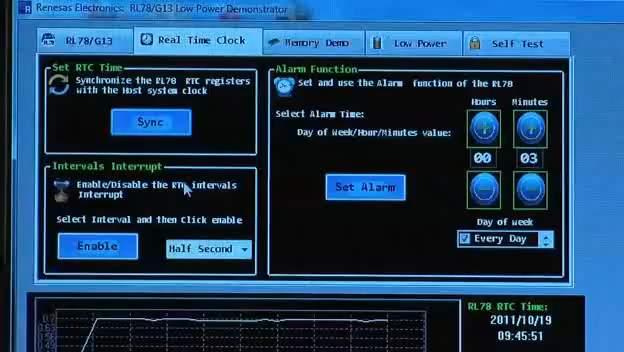 Renesas Electronics: RL78/G13 Low Power Demonstrator
RL78/G13
Real Time Clock
Memory Demo
Low Power
Self Test
Set RTC Time
Synchronize the RL78 RTC registers
with the Host system clock
Sync
Intervals Interrupt
Enable/Disable the RTC intervals
Interrupt
Select Interval and then Click enable
Enable
Half Second
Alarm Function
Set and use the Alarm function of the RL78
Select Alarm Time:
Day of Week/Hour/Minutes value:
Hours
Minutes
00
03
Set Alarm
Day of week
Every Day
0.7
0.63
RL78 RTC Time:
2011/10/19
09:45:51